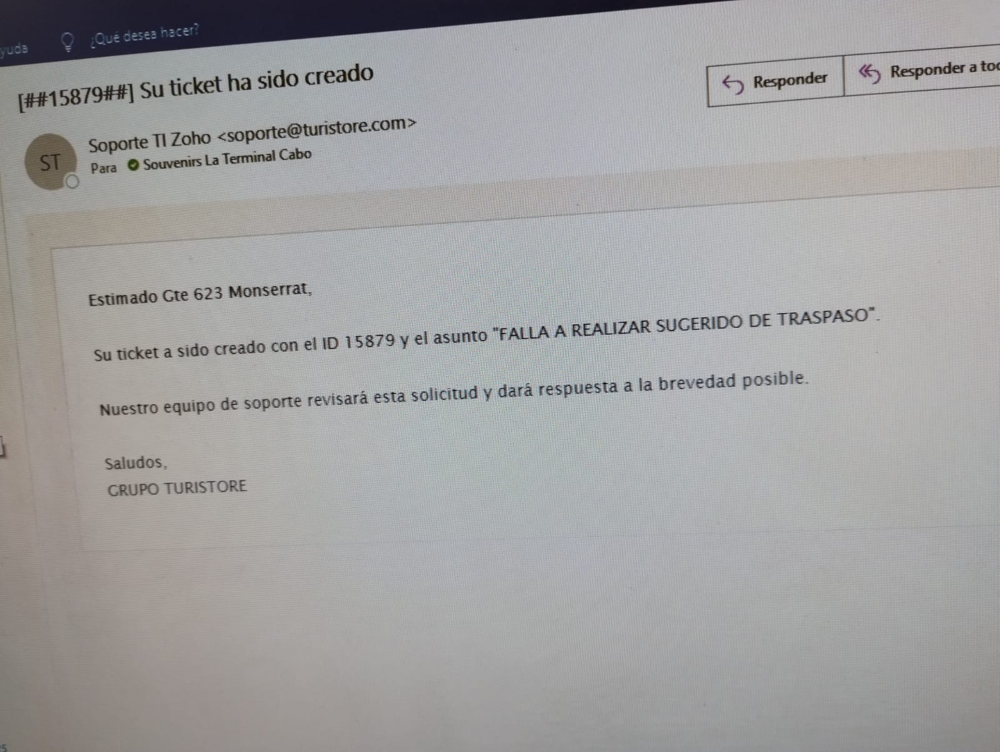 ¿Qué desea hacer?
[##15879##] Su ticket ha sido creado
Responder
Responder a
ST
Soporte TI Zoho <soporte@turistore.com>
Para Souvenirs La Terminal Cabo
Estimado Gte 623 Monserrat,
Su ticket a sido creado con el ID 15879 y el asunto "FALLA A REALIZAR SUGERIDO DE TRASPASO".
Nuestro equipo de soporte revisará esta solicitud y dará respuesta a la brevedad posible.
Saludos,
GRUPO TURISTORE